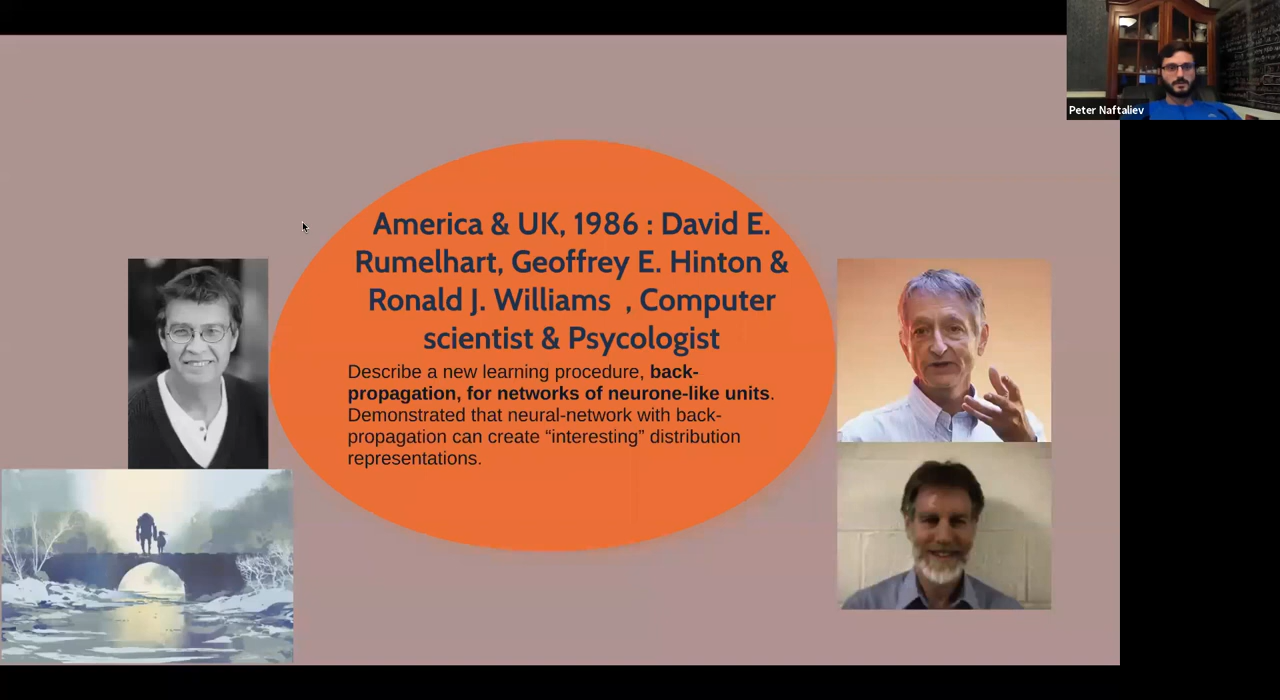 Peter Naftaliev
America & UK, 1986 : David E.
Rumelhart, Geoffrey E. Hinton &
Ronald J. Williams , Computer
scientist & Psycologist
Describe a new learning procedure, back-
propagation, for networks of neurone-like units.
Demonstrated that neural-network with back-
propagation can create “interesting” distribution
representations.